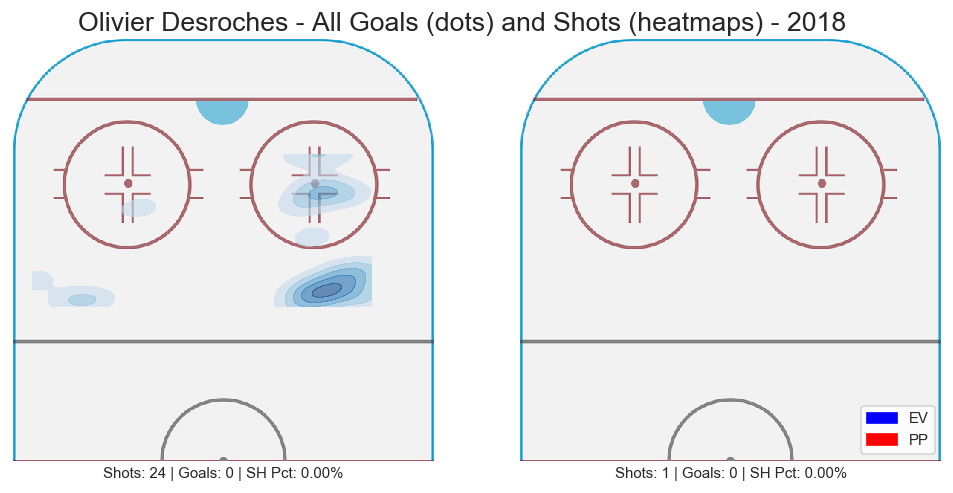 Olivier Desroches - All Goals (dots) and Shots (heatmaps) - 2018
EV
PP
Shots: 24 | Goals: 0 | SH Pct: 0.00%
Shots: 1 | Goals: 0 | SH Pct: 0.00%